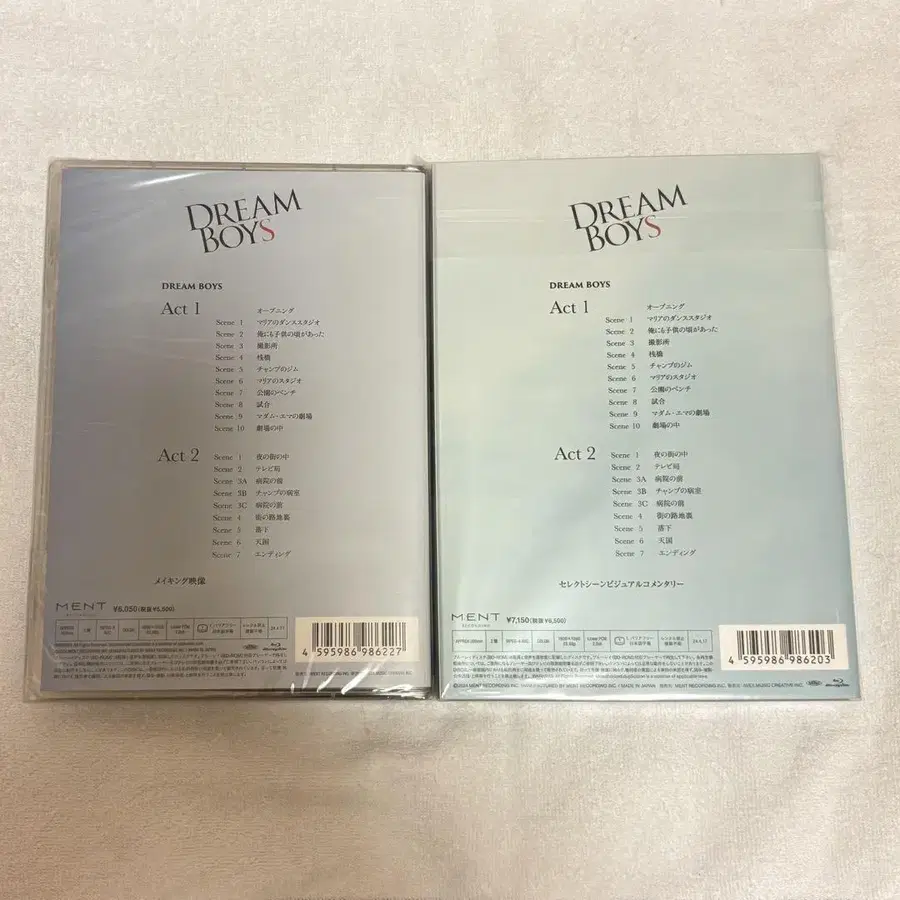 DREAM
BOYS
DREAM BOYS
Act 1
オープニング
Scene 1 マリアのダンススタジオ
Scene 2 俺にも子供の頃があった
Scene 3 撮影所
Scene 4 桟橋
Scene 5 チャンプのジム
Scene 6 マリアのスタジオ
Scene 7 公園のベンチ
Scene 8 試合
Scene 9 マダム・エマの劇場
Scene 10 劇場の中
Act 2
Scene 1 夜の街の中
Scene 2 テレビ局
Scene 3A 病院の前
Scene 3B チャンプの病室
Scene 3C 病院の前
Scene 4 街の路地裏
Scene 5 落下
Scene 6 天国
Scene 7 エンディング
メイキング映像
MENT
RECORDING
¥6,050(税抜¥5,500)
4 595986 986227
DREAM
BOYS
DREAM BOYS
Act 1
オープニング
Scene 1 マリアのダンススタジオ
Scene 2 俺にも子供の頃があった
Scene 3 撮影所
Scene 4 桟橋
Scene 5 チャンプのジム
Scene 6 マリアのスタジオ
Scene 7 公園のベンチ
Scene 8 試合
Scene 9 マダム・エマの劇場
Scene 10 劇場の中
Act 2
Scene 1 夜の街の中
Scene 2 テレビ局
Scene 3A 病院の前
Scene 3B チャンプの病室
Scene 3C 病院の前
Scene 4 街の路地裏
Scene 5 落下
Scene 6 天国
Scene 7 エンディング
セレクトシーンビジュアルコメンタリー
MENT
RECORDING
¥7,150(税抜¥6,500)
4 595986 986203